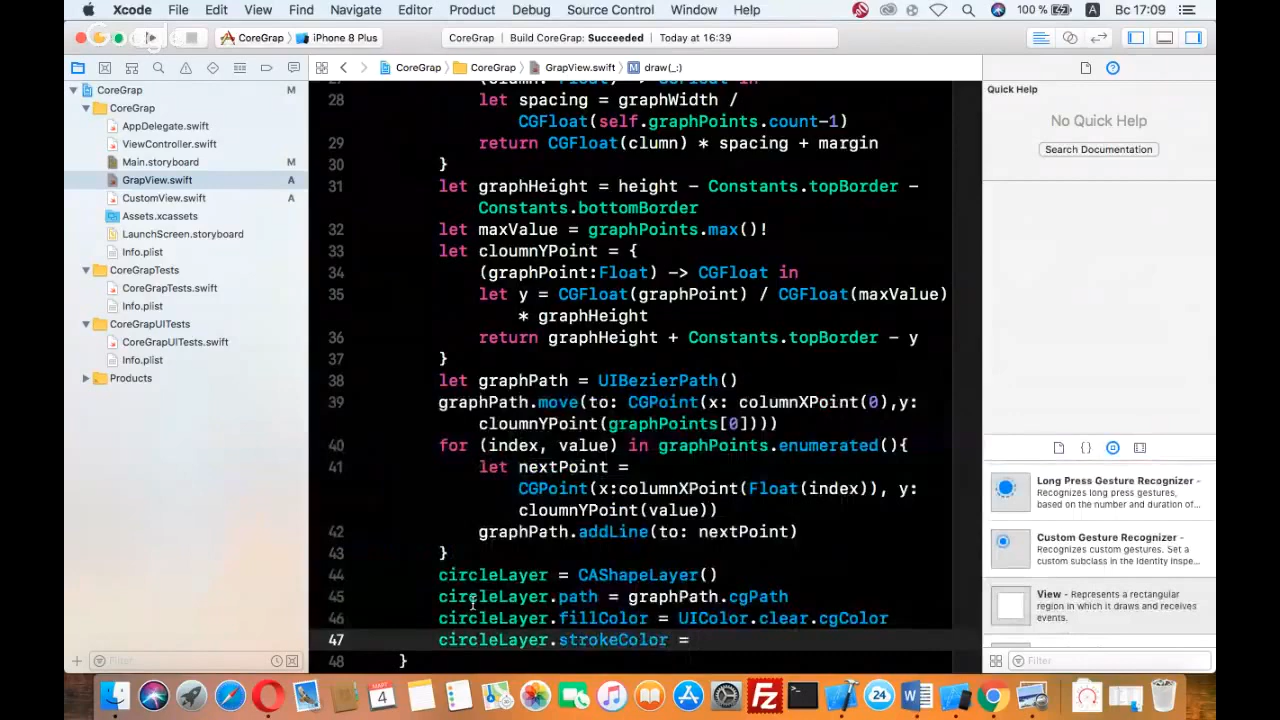 Xcode File Edit View Find Navigate Editor Product Debug Source Control Window Help 100 % A Вс 17:09
CoreGrap iPhone 8 Plus CoreGrap Build CoreGrap: Succeeded Today at 16:39
CoreGrap CoreGrap GrapView.swift M draw(_:)
CoreGrap M
CoreGrap
AppDelegate.swift
ViewController.swift
Main.storyboard M
GrapView.swift A
CustomView.swift A
Assets.xcassets
LaunchScreen.storyboard
Info.plist
CoreGrapTests
CoreGrapTests.swift
Info.plist
CoreGrapUITests
CoreGrapUITests.swift
Info.plist
Products
Filter
28 let spacing = graphWidth /
CGFloat(self.graphPoints.count-1)
29 return CGFloat(clumn) * spacing + margin
30 }
31 let graphHeight = height - Constants.topBorder -
Constants.bottomBorder
32 let maxValue = graphPoints.max()!
33 let cloumnYPoint = {
34 (graphPoint:Float) -> CGFloat in
35 let y = CGFloat(graphPoint) / CGFloat(maxValue)
* graphHeight
36 return graphHeight + Constants.topBorder - y
37 }
38 let graphPath = UIBezierPath()
39 graphPath.move(to: CGPoint(x: columnXPoint(0),y:
cloumnYPoint(graphPoints[0])))
40 for (index, value) in graphPoints.enumerated(){
41 let nextPoint =
CGPoint(x:columnXPoint(Float(index)), y:
cloumnYPoint(value))
42 graphPath.addLine(to: nextPoint)
43 }
44 circleLayer = CAShapeLayer()
45 circleLayer.path = graphPath.cgPath
46 circleLayer.fillColor = UIColor.clear.cgColor
47 circleLayer.strokeColor =
48 }
Quick Help
No Quick Help
Search Documentation
Long Press Gesture Recognizer -
Recognizes long press gestures,
based on the number and duration of...
Custom Gesture Recognizer -
Recognizes custom gestures. Set a
custom subclass in the Identity Inspe...
View - Represents a rectangular
region in which it draws and receives
events.
Filter
МАРТ
4
24